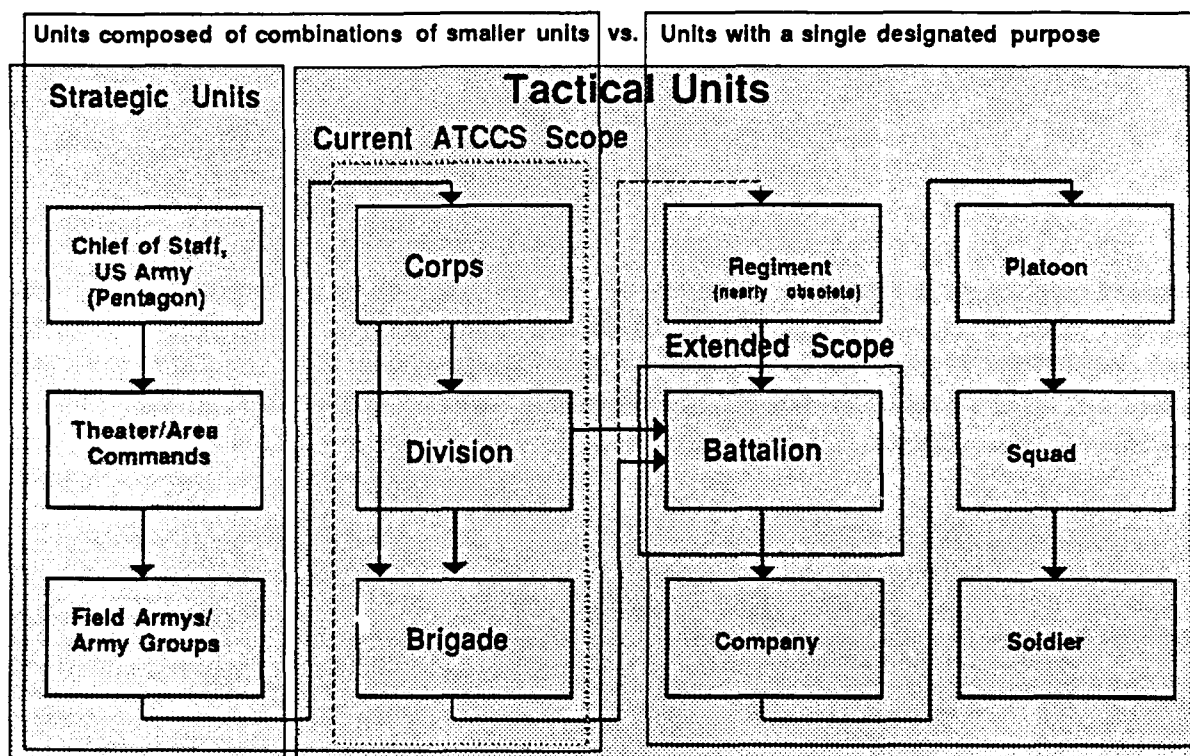 Units composed of combinations of smaller units vs. Units with a single designated purpose
Strategic Units
Tactical Units
Current ATCCS Scope
Chief of Staff,
US Army
(Pentagon)
Theater/Area
Commands
Field Armys/
Army Groups
Corps
Division
Brigade
Regiment
(nearly obsolete)
Extended Scope
Battalion
Company
Platoon
Squad
Soldier